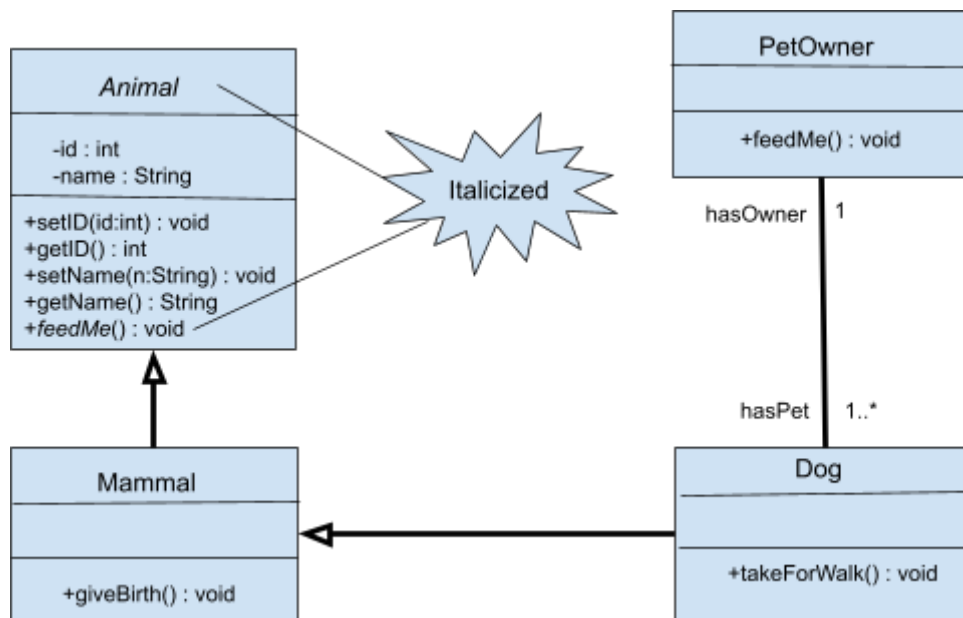 Animal
-id : int
-name : String
+setID(id:int) : void
+getID() : int
+setName(n:String) : void
+getName() : String
+feedMe() : void
Italicized
PetOwner
+feedMe() : void
hasOwner 1
hasPet 1..*
Mammal
+giveBirth() : void
Dog
+takeForWalk() : void